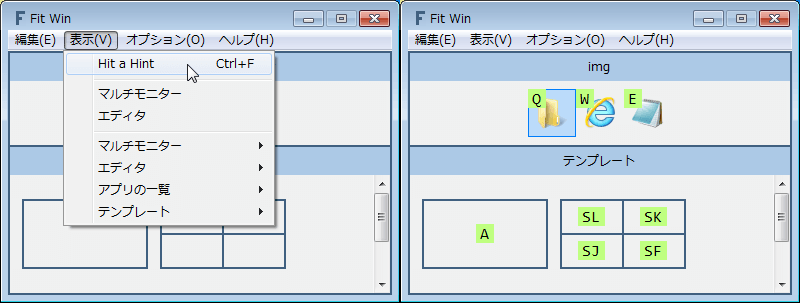 Fit Win
編集(E) 表示(V) オプション(O) ヘルプ(H)
Hit a Hint Ctrl+F
マルチモニター
エディタ
マルチモニター
エディタ
アプリの一覧
テンプレート
Fit Win
編集(E) 表示(V) オプション(O) ヘルプ(H)
img
Q W E
テンプレート
A
SL SK
SJ SF